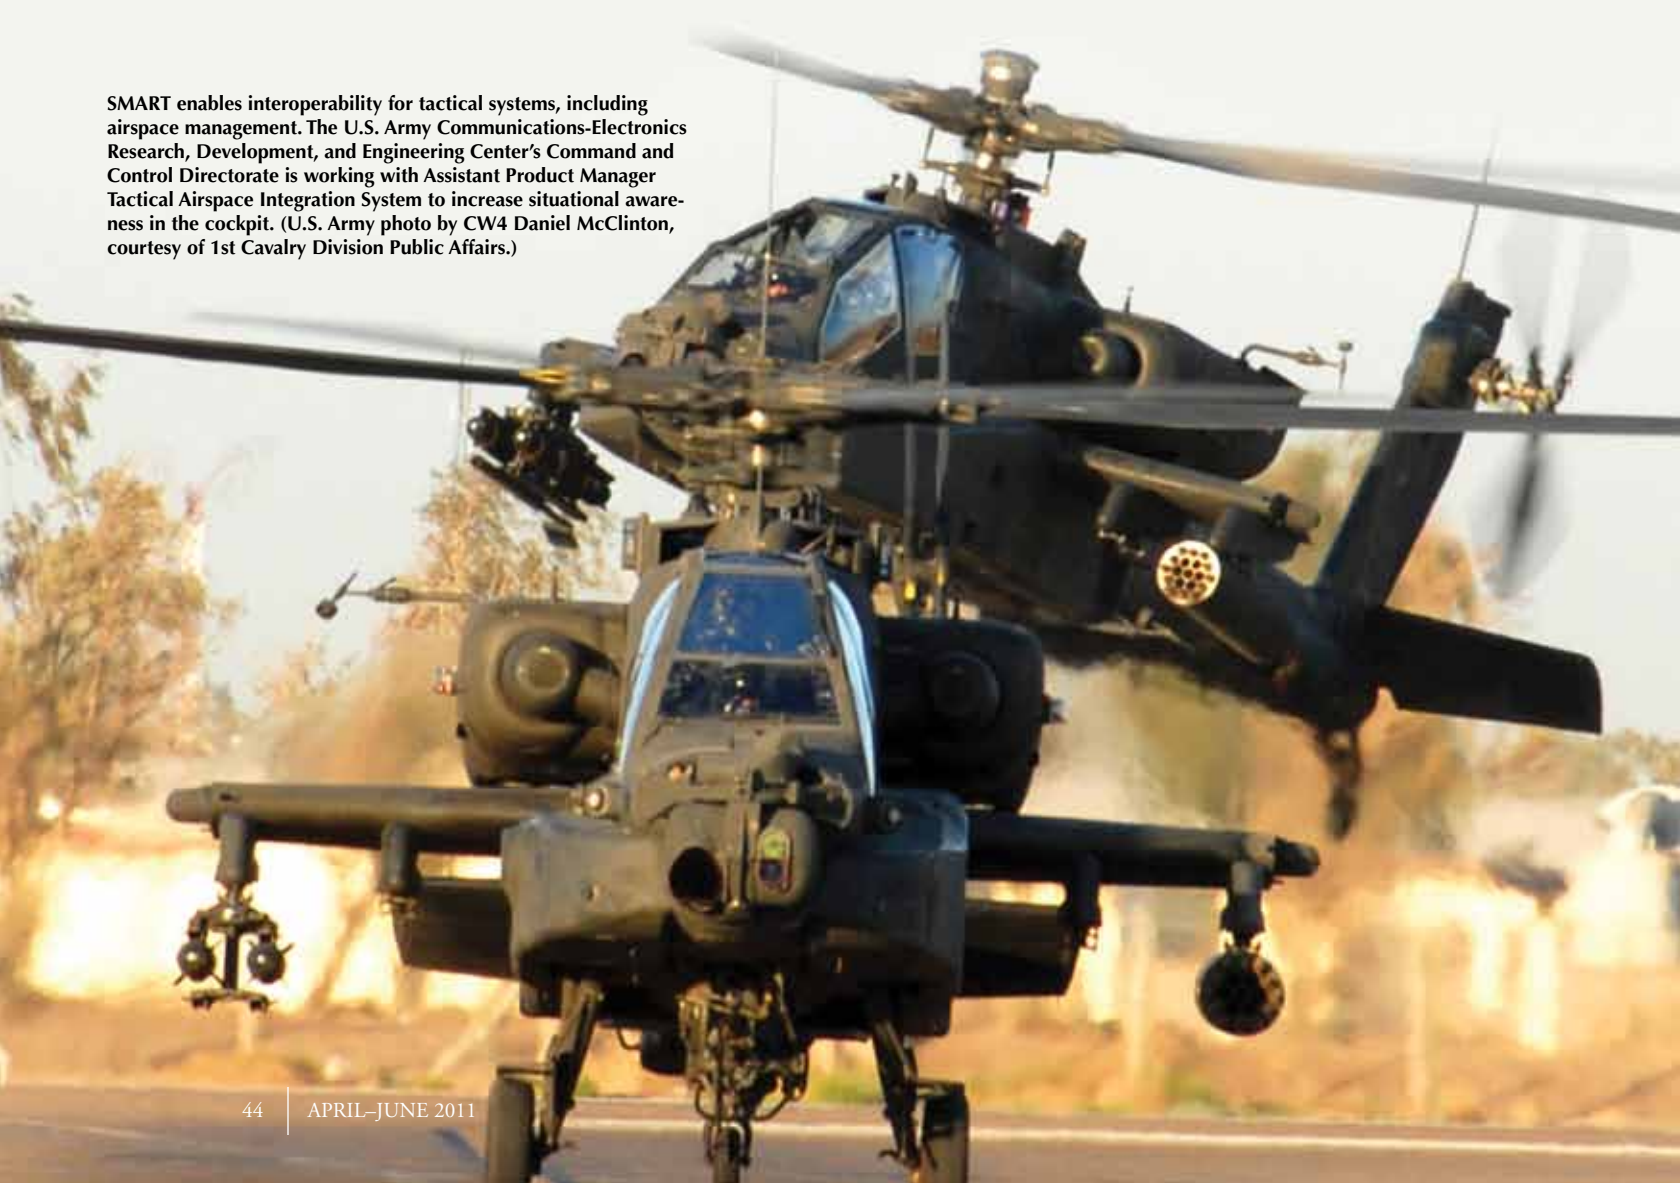 SMART enables interoperability for tactical systems, including
airspace management. The U.S. Army Communications-Electronics
Research, Development, and Engineering Center’s Command and
Control Directorate is working with Assistant Product Manager
Tactical Airspace Integration System to increase situational aware-
ness in the cockpit. (U.S. Army photo by CW4 Daniel McClinton,
courtesy of 1st Cavalry Division Public Affairs.)
44 APRIL–JUNE 2011